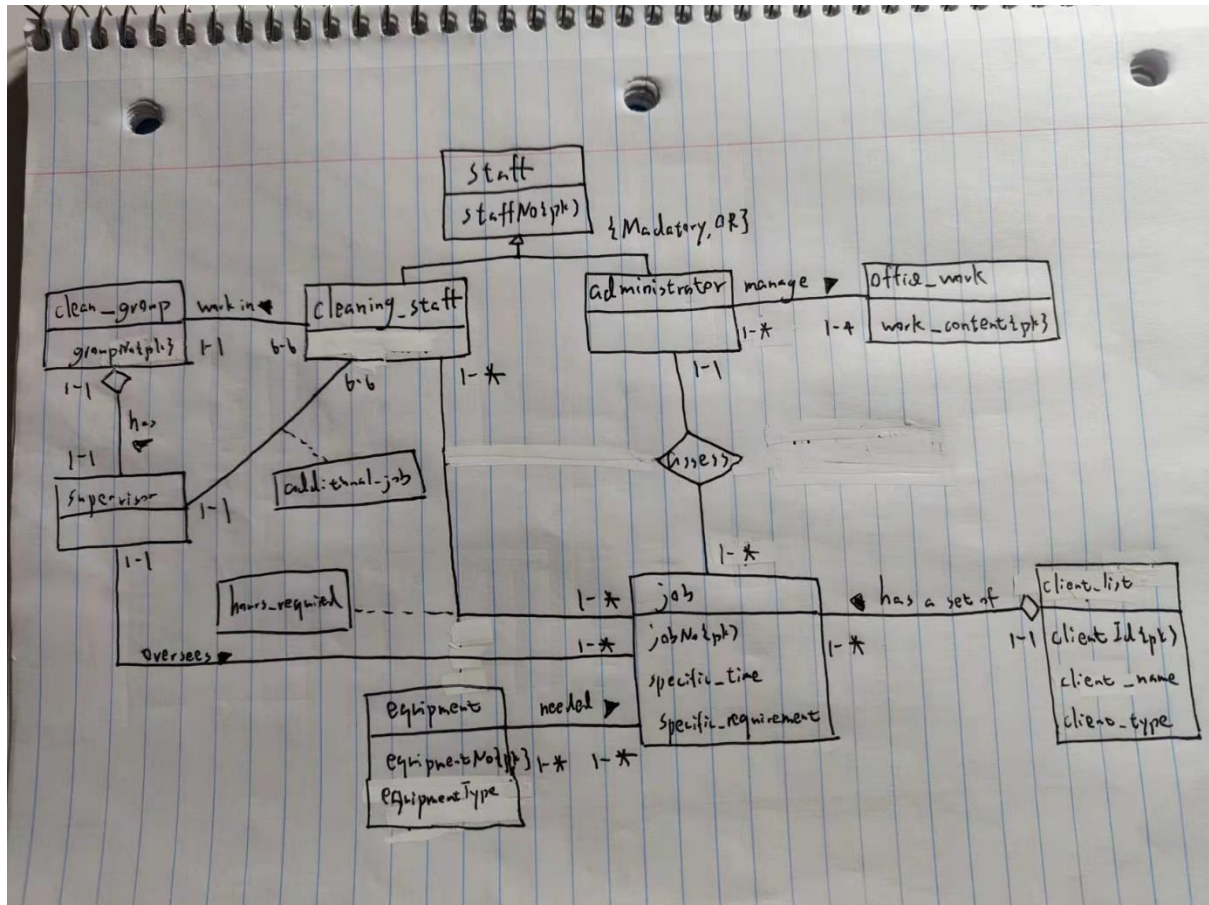 staff
staffNo{pk)
{Madatory, OR}
clean_group
groupNo{pk}
work in ◀
1-1
6-6
cleaning_staff
administrator
manage ▶
1-*
1-4
office_work
work_content{pk}
1-1
has
1-1
6-6
1-*
1-1
Assess
supervisor
1-1
additional_job
1-1
1-*
hours_required
1-*
job
jobNo{pk)
specific_time
specific_requirement
◀ has a set of
1-*
1-1
client_list
clientId{pk)
client_name
client_type
oversees ▶
1-*
equipment
equipmentNo{pk}
equipmentType
needed ▶
1-*
1-*